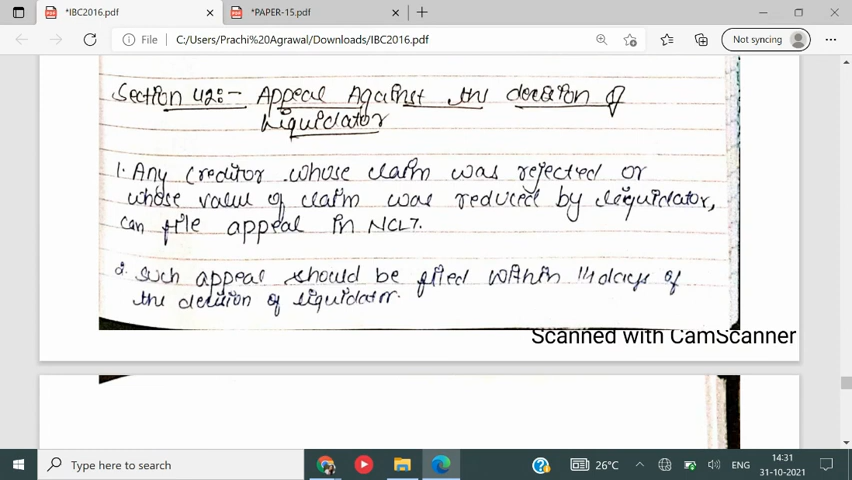 *IBC2016.pdf
*PAPER-15.pdf
File C:/Users/Prachi%20Agrawal/Downloads/IBC2016.pdf
Not syncing
Section 42:- Appeal Against the decision of
Liquidator
1. Any Creditor whose claim was rejected or
whose value of claim was reduced by liquidator,
can file appeal in NCLT.
2. Such appeal should be filed within 14 days of
the decision of liquidator.
Scanned with CamScanner
Type here to search
26°C
ENG
14:31
31-10-2021